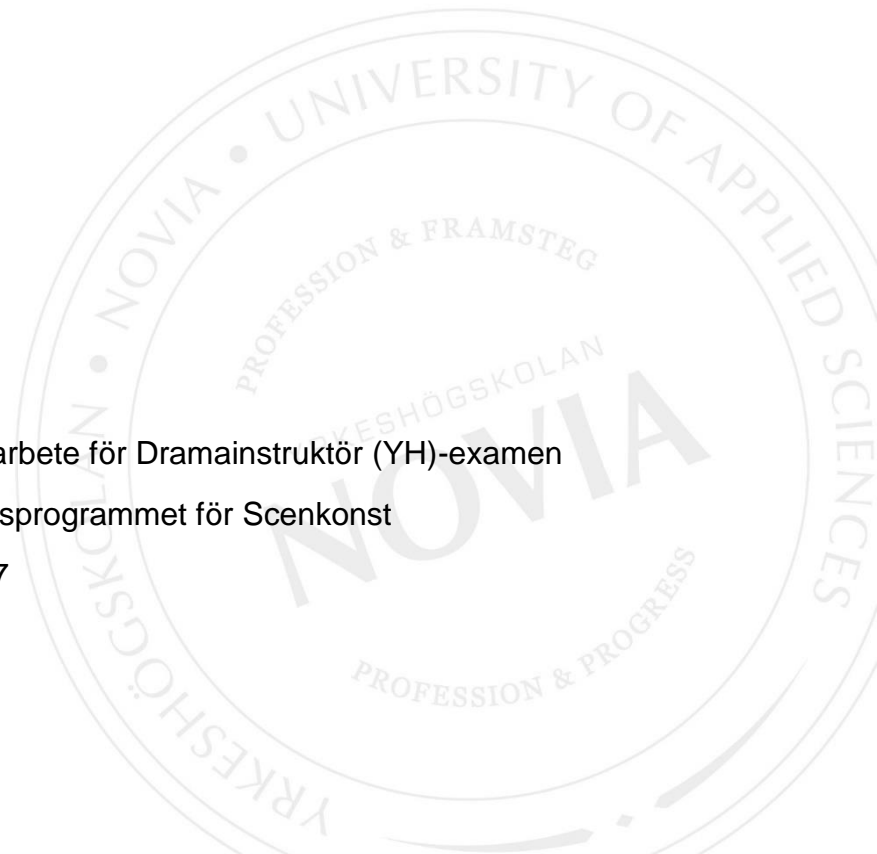 UNIVERSITY OF APPLIED SCIENCES
YRKESHÖGSKOLAN • NOVIA •
PROFESSION & FRAMSTEG
YRKESHÖGSKOLAN
NOVIA
PROFESSION & PROGRESS
arbete för Dramainstruktör (YH)-examen
sprogrammet för Scenkonst
7